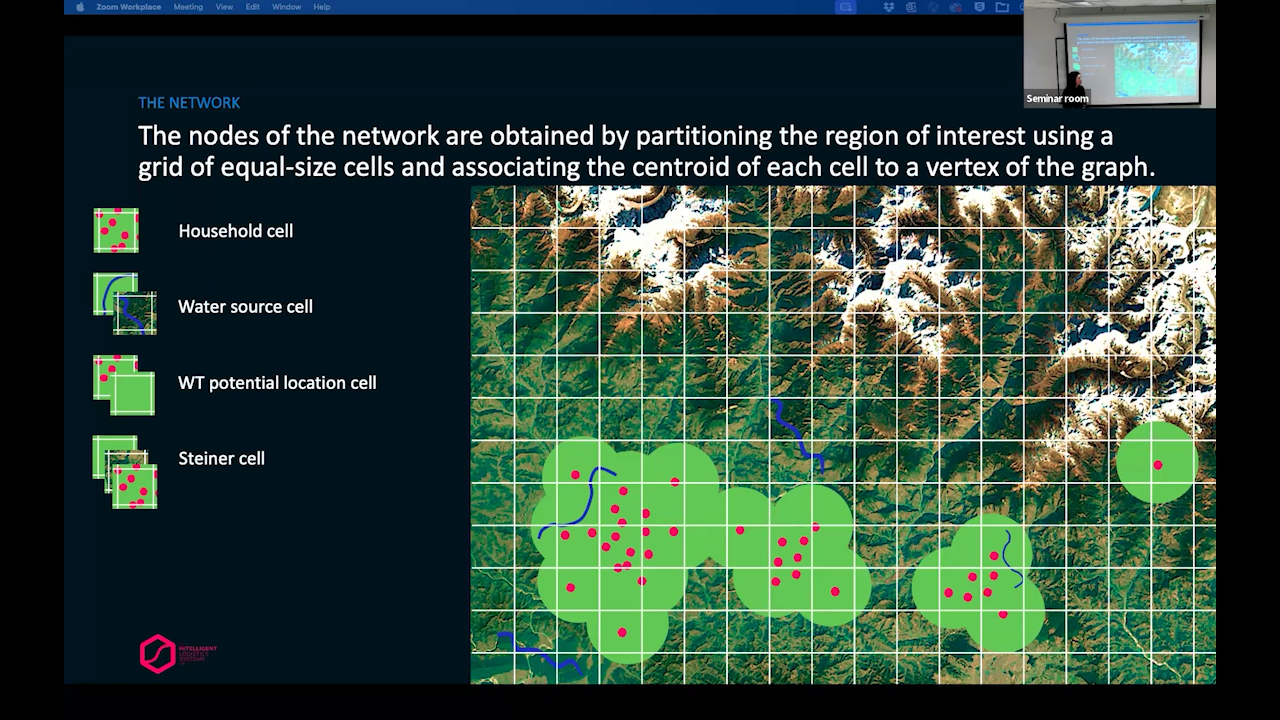 Zoom Workplace Meeting View Edit Window Help
Seminar room
THE NETWORK
The nodes of the network are obtained by partitioning the region of interest using a
grid of equal-size cells and associating the centroid of each cell to a vertex of the graph.
Household cell
Water source cell
WT potential location cell
Steiner cell
INTELLIGENT
LOGISTICS
SYSTEMS